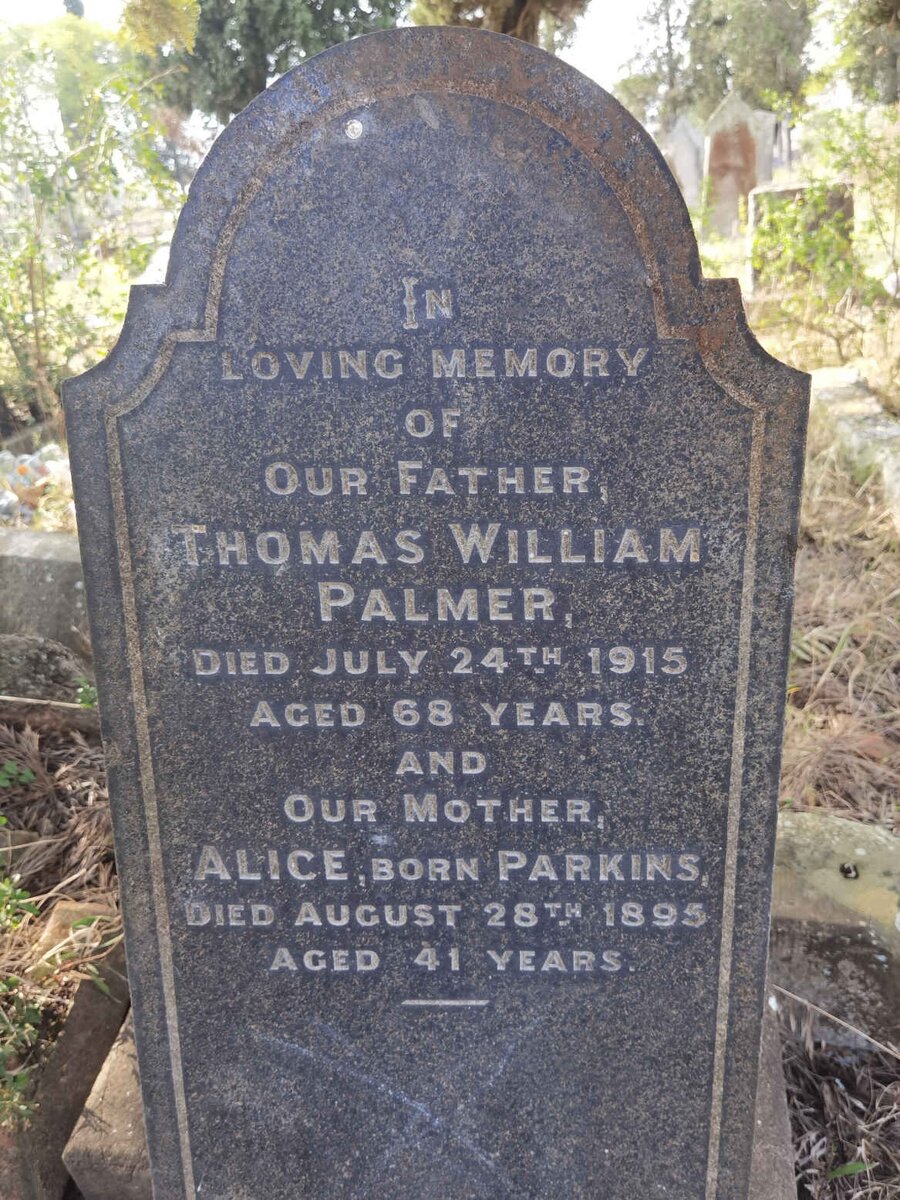 IN
LOVING MEMORY
OF
OUR FATHER,
THOMAS WILLIAM
PALMER,
DIED JULY 24TH 1915
AGED 68 YEARS.
AND
OUR MOTHER,
ALICE, BORN PARKINS,
DIED AUGUST 28TH 1895
AGED 41 YEARS.